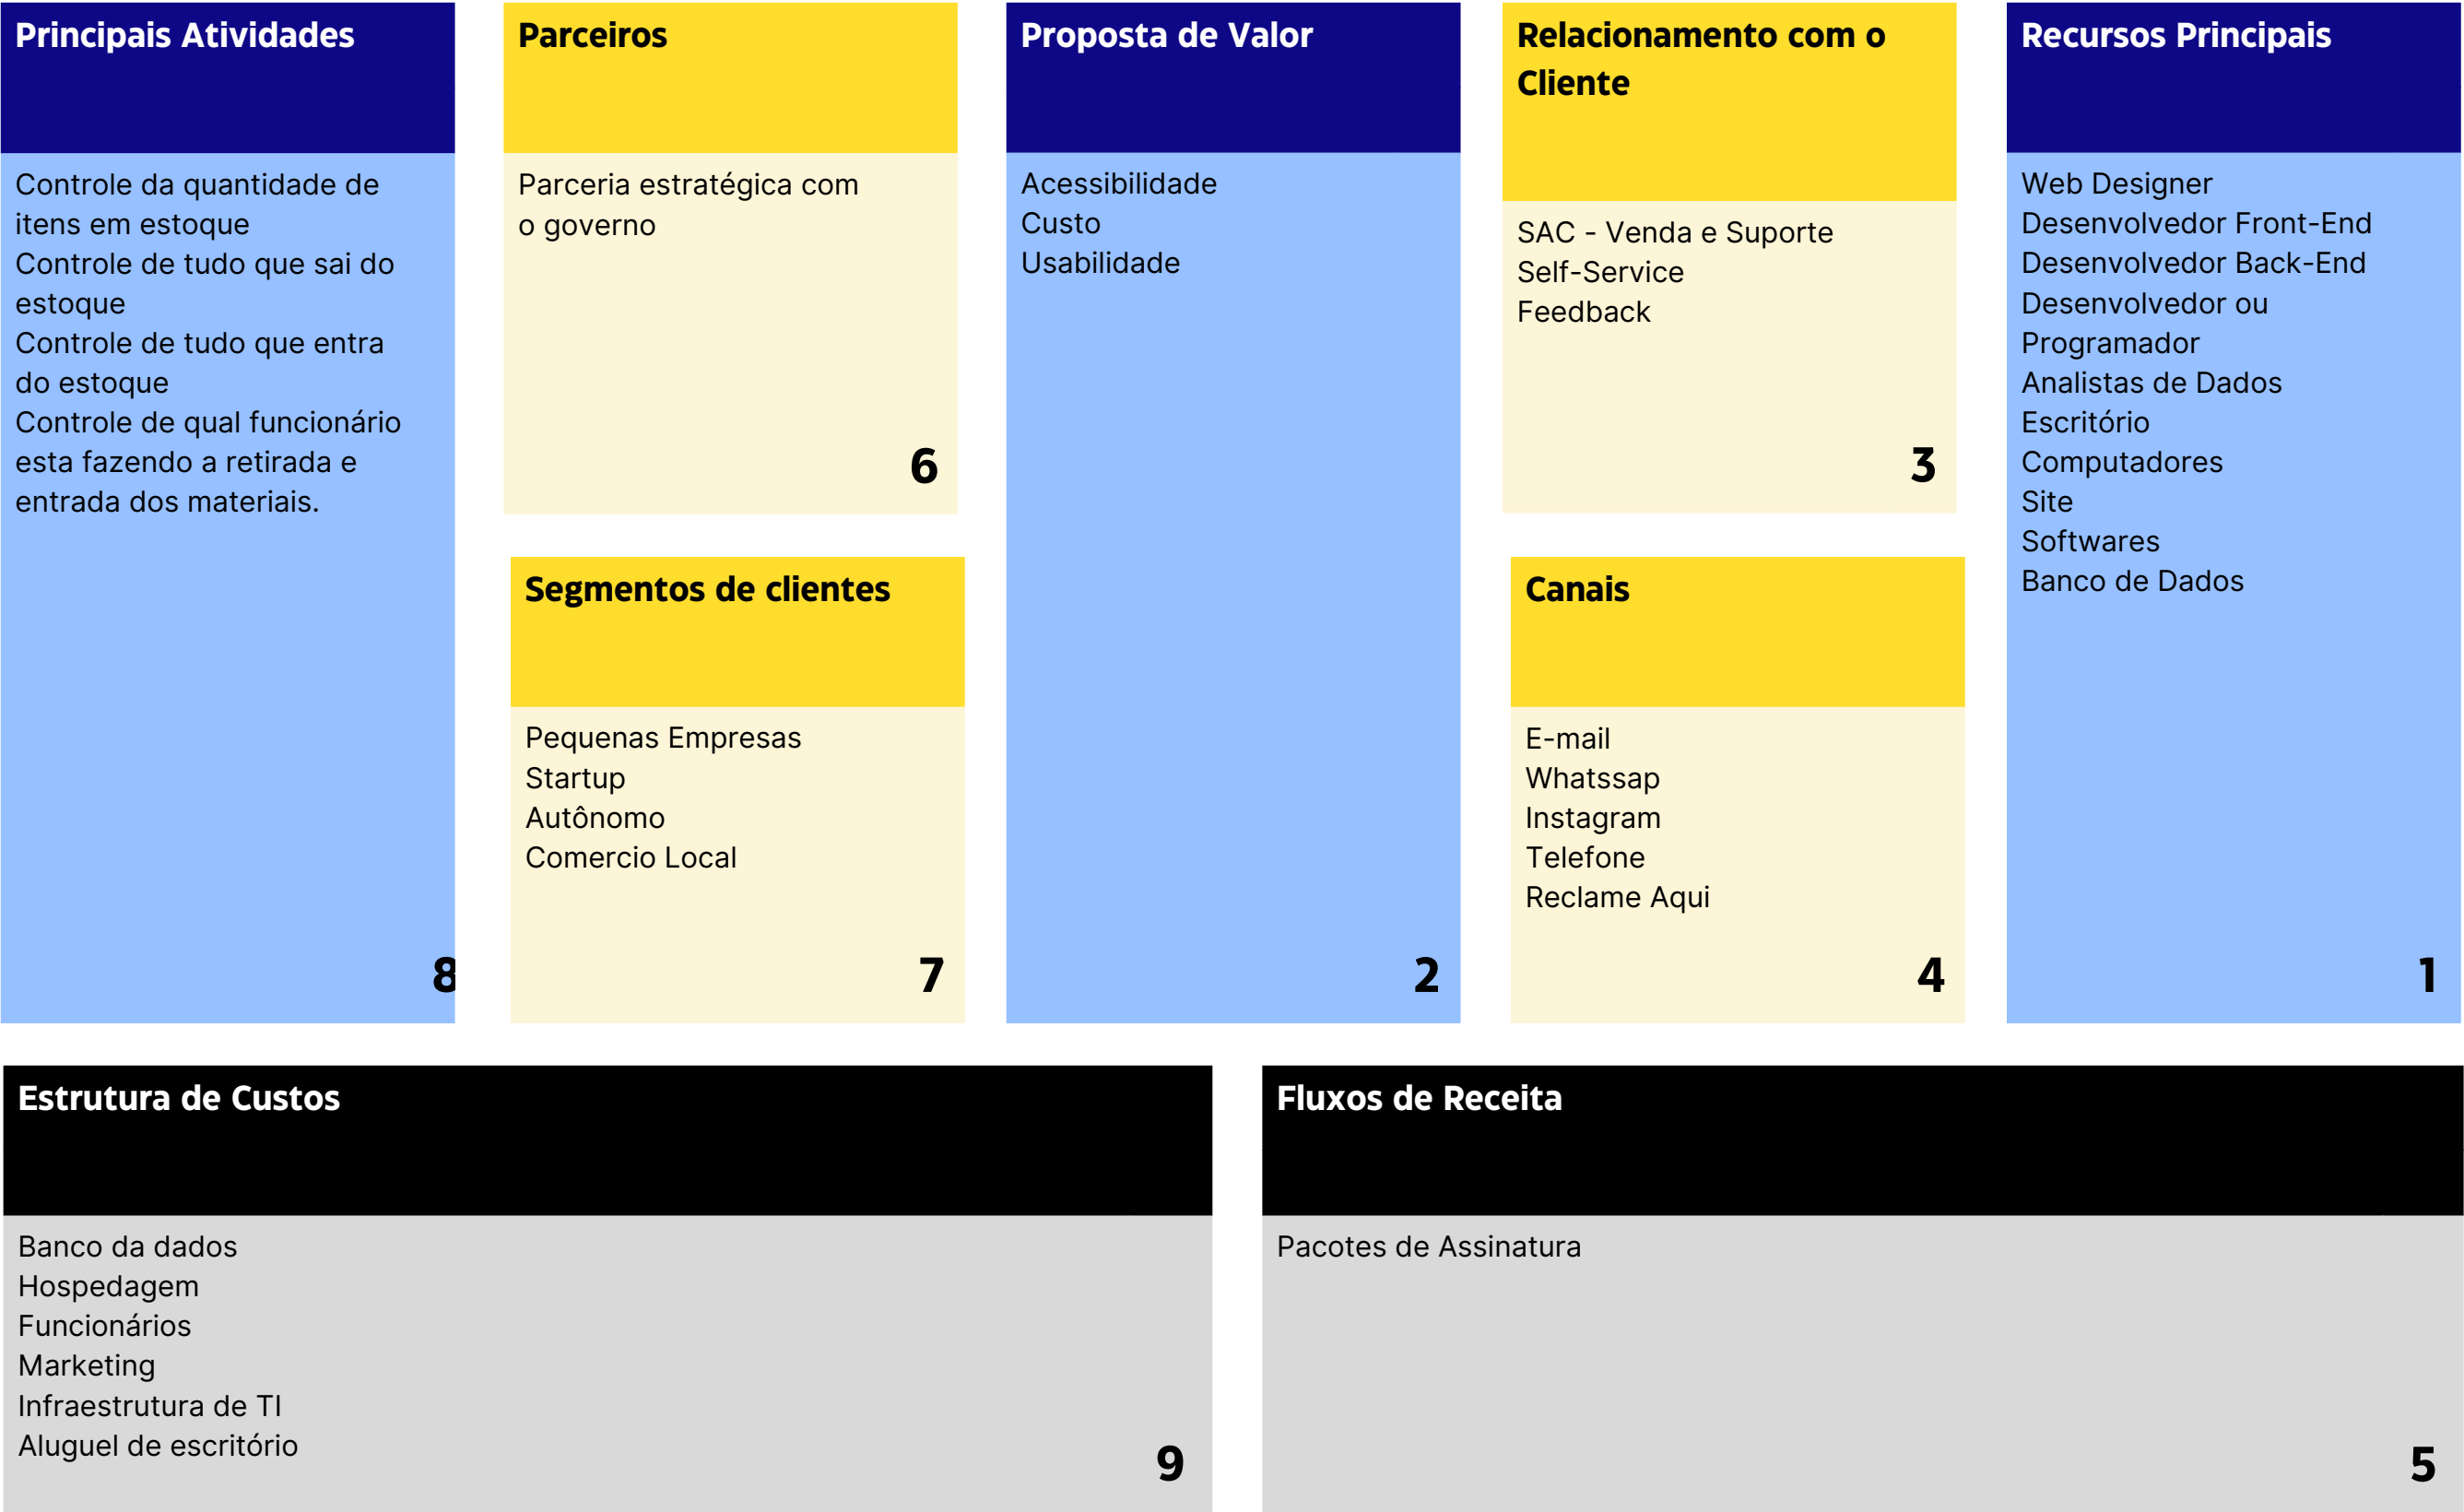 Principais Atividades
Controle da quantidade de
itens em estoque
Controle de tudo que sai do
estoque
Controle de tudo que entra
do estoque
Controle de qual funcionário
esta fazendo a retirada e
entrada dos materiais.
8
Parceiros
Parceria estratégica com
o governo
6
Segmentos de clientes
Pequenas Empresas
Startup
Autônomo
Comercio Local
7
Proposta de Valor
Acessibilidade
Custo
Usabilidade
2
Relacionamento com o
Cliente
SAC - Venda e Suporte
Self-Service
Feedback
3
Canais
E-mail
Whatssap
Instagram
Telefone
Reclame Aqui
4
Recursos Principais
Web Designer
Desenvolvedor Front-End
Desenvolvedor Back-End
Desenvolvedor ou
Programador
Analistas de Dados
Escritório
Computadores
Site
Softwares
Banco de Dados
1
Estrutura de Custos
Banco da dados
Hospedagem
Funcionários
Marketing
Infraestrutura de TI
Aluguel de escritório
9
Fluxos de Receita
Pacotes de Assinatura
5